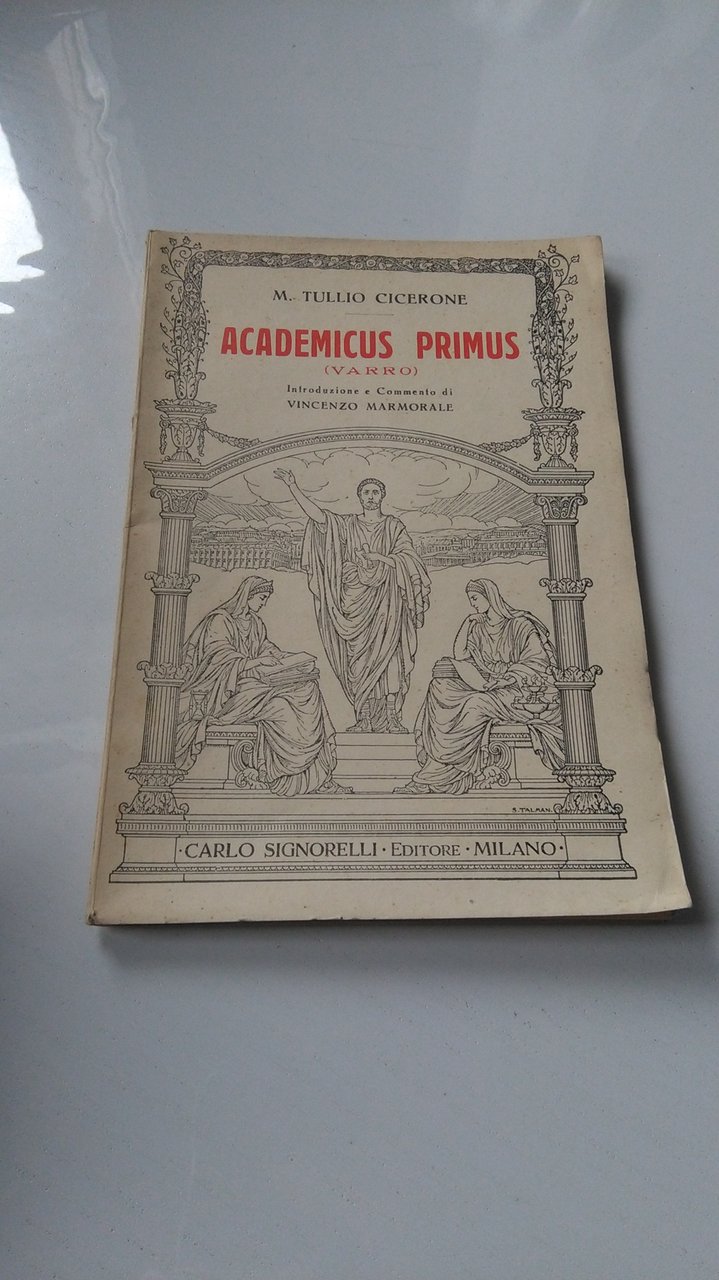 M. TULLIO CICERONE
ACADEMICUS PRIMUS
(VARRO)
Introduzione e Commento di
VINCENZO MARMORALE
S. TALMAN.
·CARLO SIGNORELLI · EDITORE · MILANO·